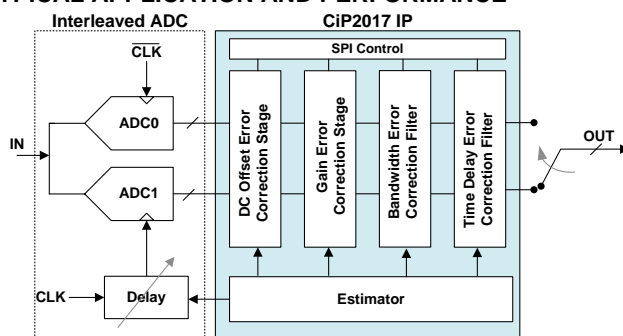 Interleaved ADC
CiP2017 IP
CLK
SPI Control
ADC0
IN
ADC1
DC Offset Error
Correction Stage
Gain Error
Correction Stage
Bandwidth Error
Correction Filter
Time Delay Error
Correction Filter
OUT
CLK
Delay
Estimator